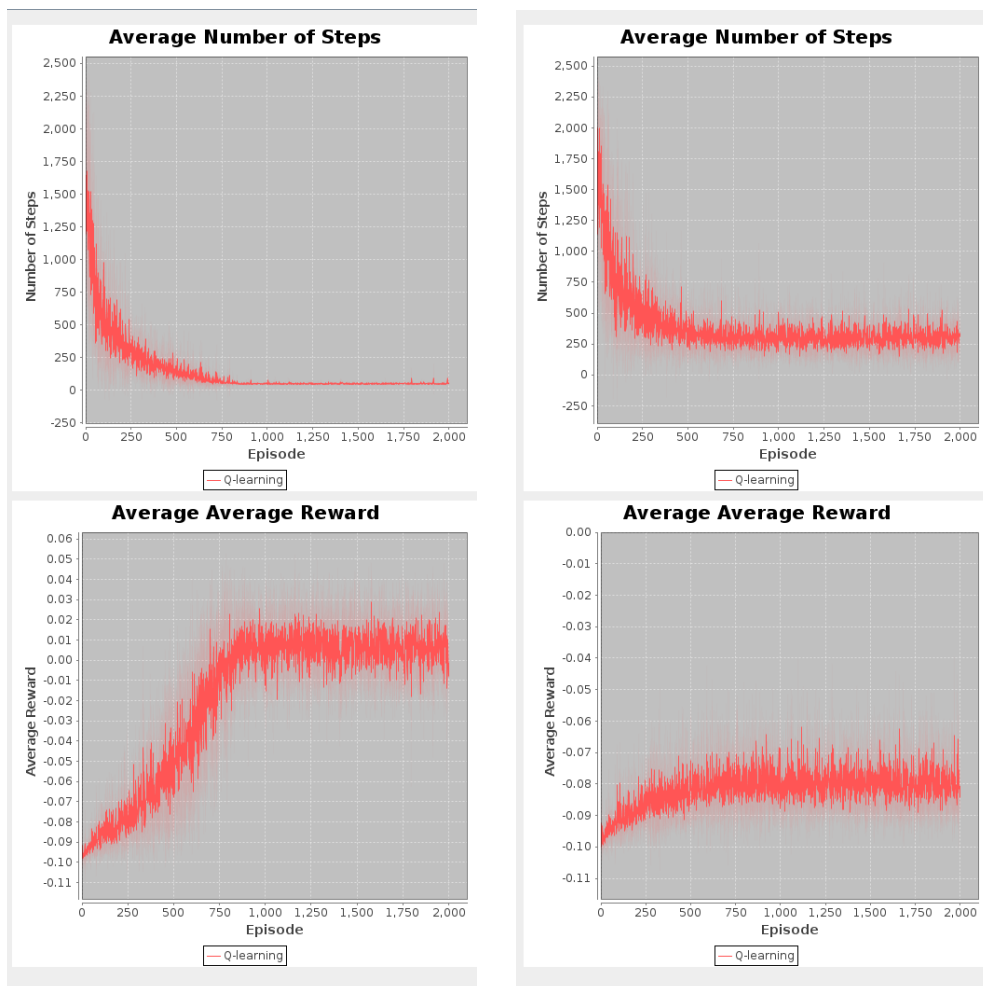 Average Number of Steps
2,500
2,250
2,000
1,750
1,500
1,250
1,000
750
500
250
0
-250
Number of Steps
0 250 500 750 1,000 1,250 1,500 1,750 2,000
Episode
Q-learning
Average Number of Steps
2,500
2,250
2,000
1,750
1,500
1,250
1,000
750
500
250
0
-250
Number of Steps
0 250 500 750 1,000 1,250 1,500 1,750 2,000
Episode
Q-learning
Average Average Reward
0.06
0.05
0.04
0.03
0.02
0.01
0.00
-0.01
-0.02
-0.03
-0.04
-0.05
-0.06
-0.07
-0.08
-0.09
-0.10
-0.11
Average Reward
0 250 500 750 1,000 1,250 1,500 1,750 2,000
Episode
Q-learning
Average Average Reward
0.00
-0.01
-0.02
-0.03
-0.04
-0.05
-0.06
-0.07
-0.08
-0.09
-0.10
-0.11
Average Reward
0 250 500 750 1,000 1,250 1,500 1,750 2,000
Episode
Q-learning